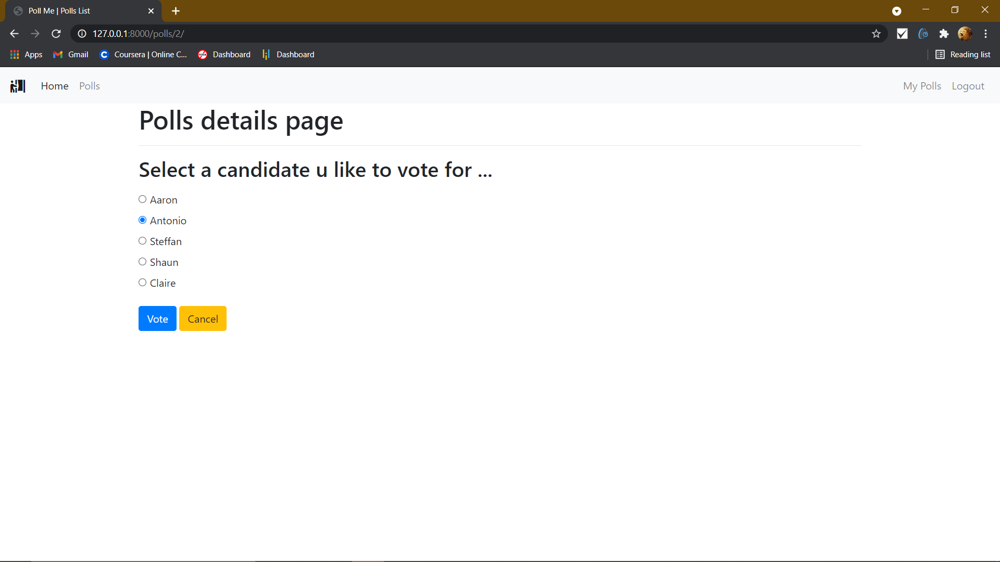 Poll Me | Polls List
127.0.0.1:8000/polls/2/
Apps Gmail Coursera | Online C... Dashboard Dashboard Reading list
Home Polls My Polls Logout
Polls details page
Select a candidate u like to vote for ...
Aaron
Antonio
Steffan
Shaun
Claire
Vote Cancel